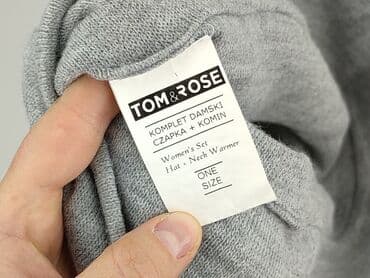 TOM&ROSE
KOMPLET DAMSKI
CZAPKA + KOMIN
Women's Set
Hat + Neck Warmer
ONE
SIZE